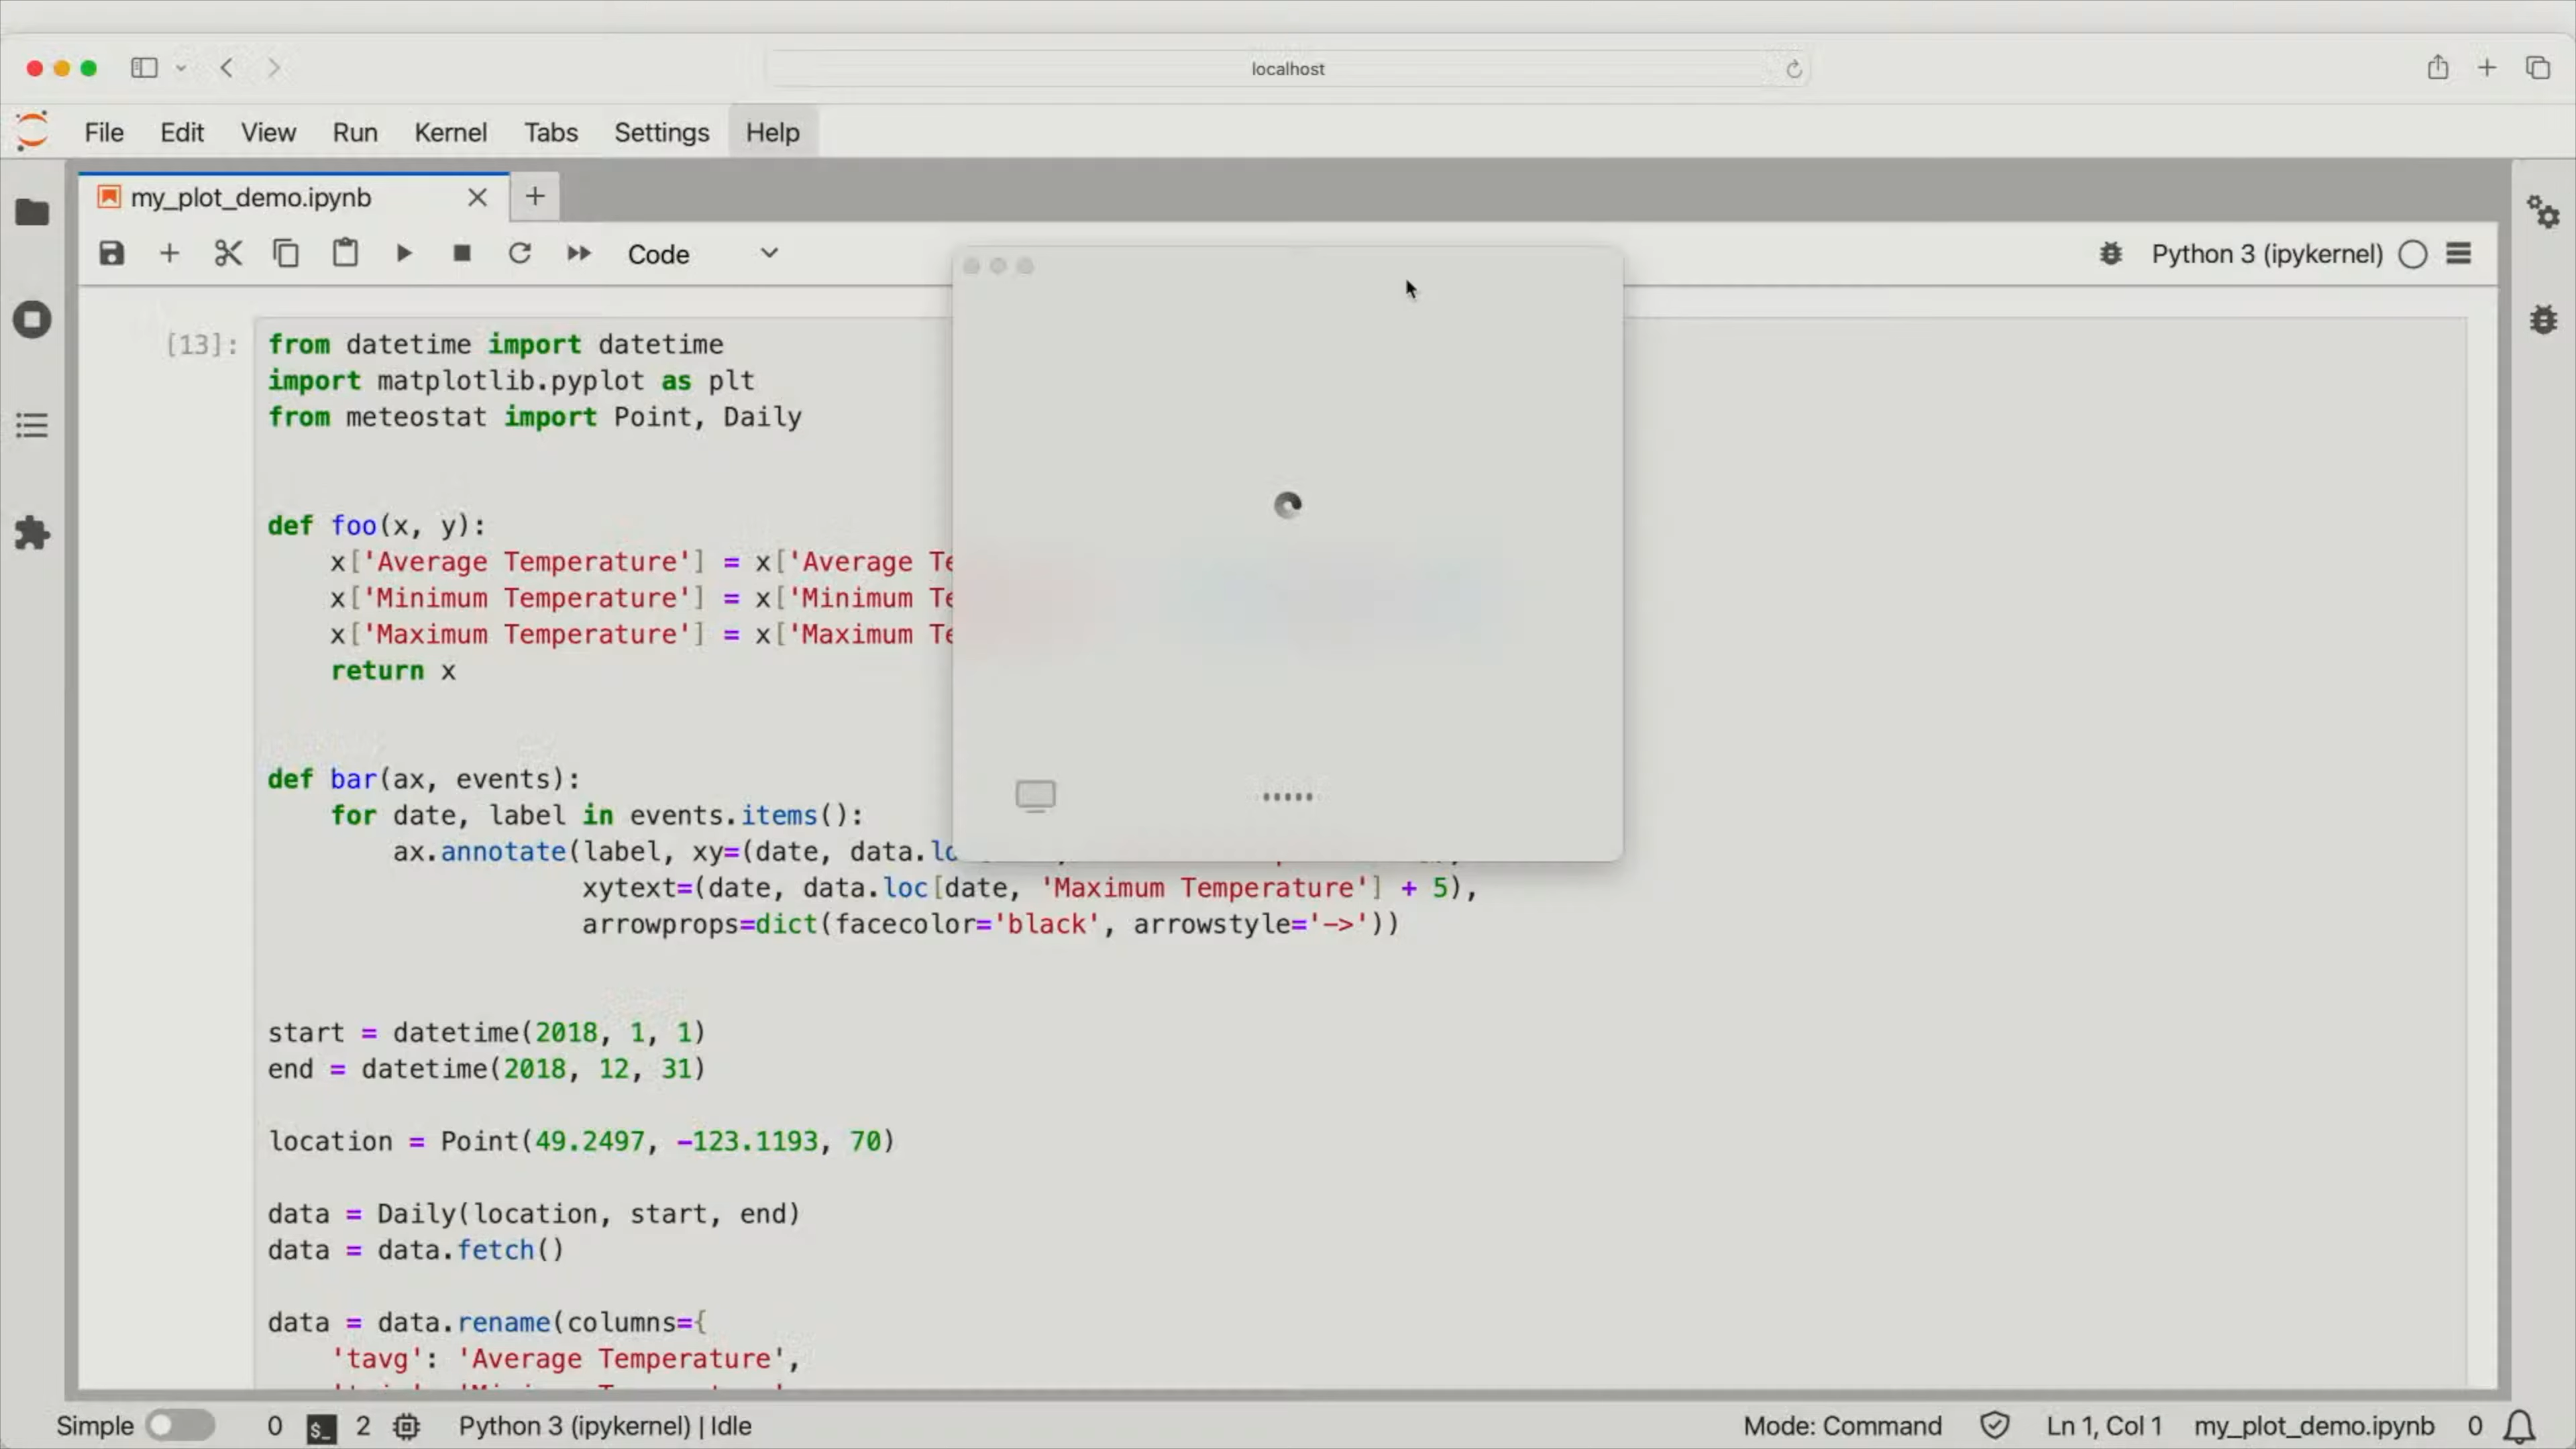 localhost
File Edit View Run Kernel Tabs Settings Help
my_plot_demo.ipynb
Code
Python 3 (ipykernel)
[13]: from datetime import datetime
import matplotlib.pyplot as plt
from meteostat import Point, Daily
def foo(x, y):
x['Average Temperature'] = x['Average Te
x['Minimum Temperature'] = x['Minimum Te
x['Maximum Temperature'] = x['Maximum Te
return x
def bar(ax, events):
for date, label in events.items():
ax.annotate(label, xy=(date, data.lo
xytext=(date, data.loc[date, 'Maximum Temperature'] + 5),
arrowprops=dict(facecolor='black', arrowstyle='->'))
start = datetime(2018, 1, 1)
end = datetime(2018, 12, 31)
location = Point(49.2497, -123.1193, 70)
data = Daily(location, start, end)
data = data.fetch()
data = data.rename(columns={
'tavg': 'Average Temperature',
Simple 0 $_ 2 Python 3 (ipykernel) | Idle Mode: Command Ln 1, Col 1 my_plot_demo.ipynb 0